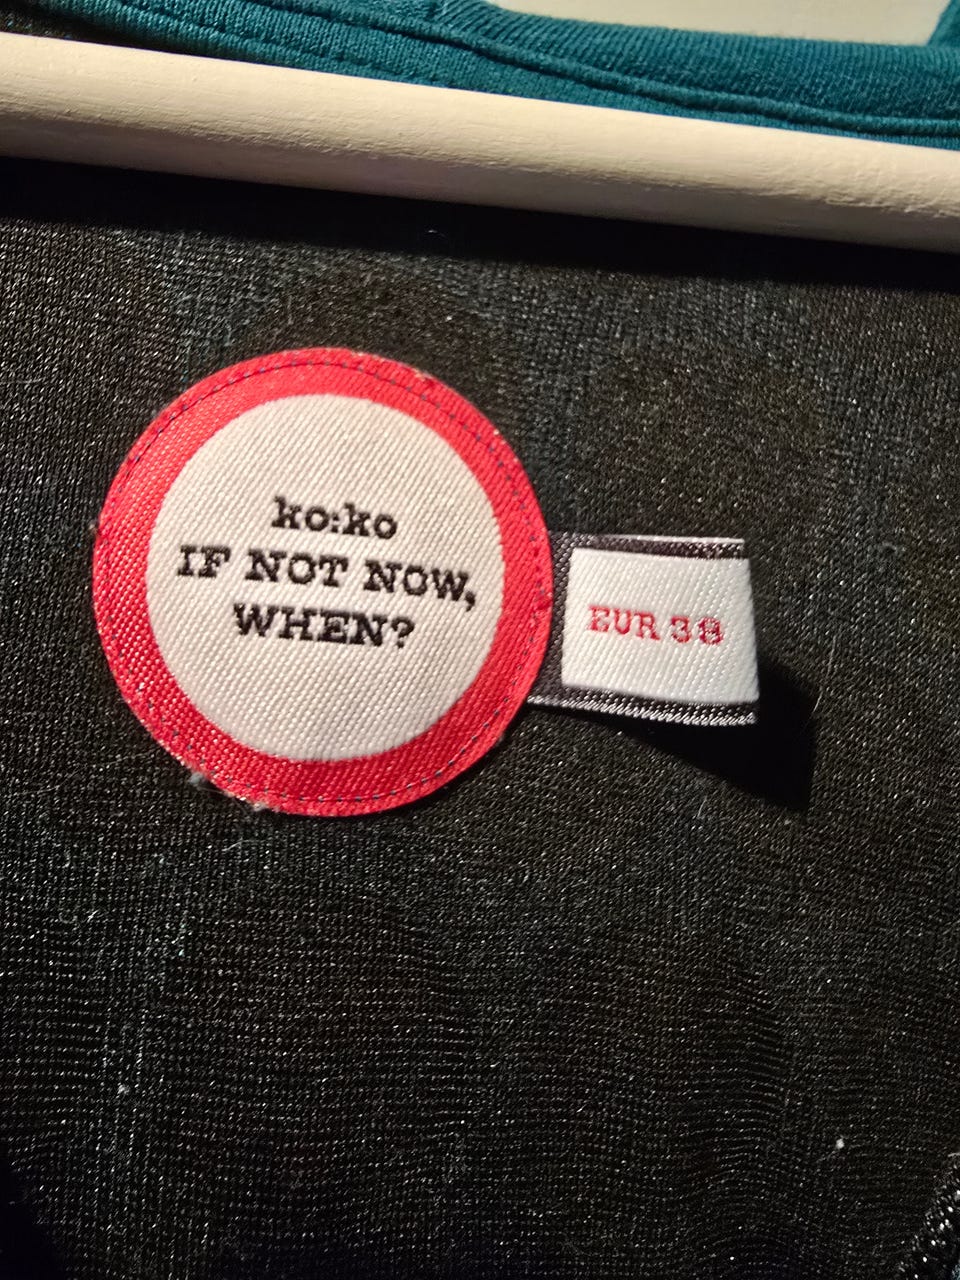 ko:ko
IF NOT NOW,
WHEN?
EUR 38